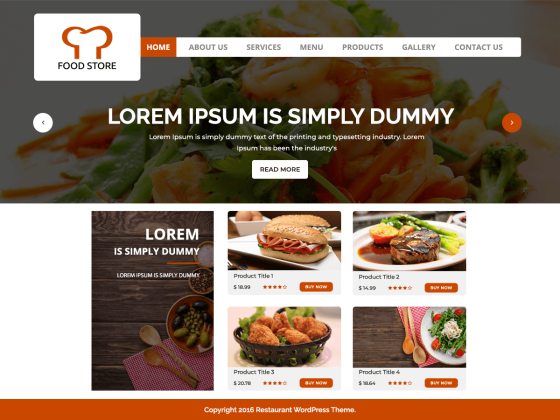 FOOD STORE
HOME ABOUT US SERVICES MENU PRODUCTS GALLERY CONTACT US
LOREM IPSUM IS SIMPLY DUMMY
Lorem Ipsum is simply dummy text of the printing and typesetting industry. Lorem
Ipsum has been the industry's
READ MORE
LOREM
IS SIMPLY DUMMY
LOREM IPSUM IS SIMPLY DUMMY
Product Title 1
$ 18.99 BUY NOW
Product Title 2
$ 14.99 BUY NOW
Product Title 3
$ 20.78 BUY NOW
Product Title 4
$ 18.64 BUY NOW
Copyright 2016 Restaurant WordPress Theme.